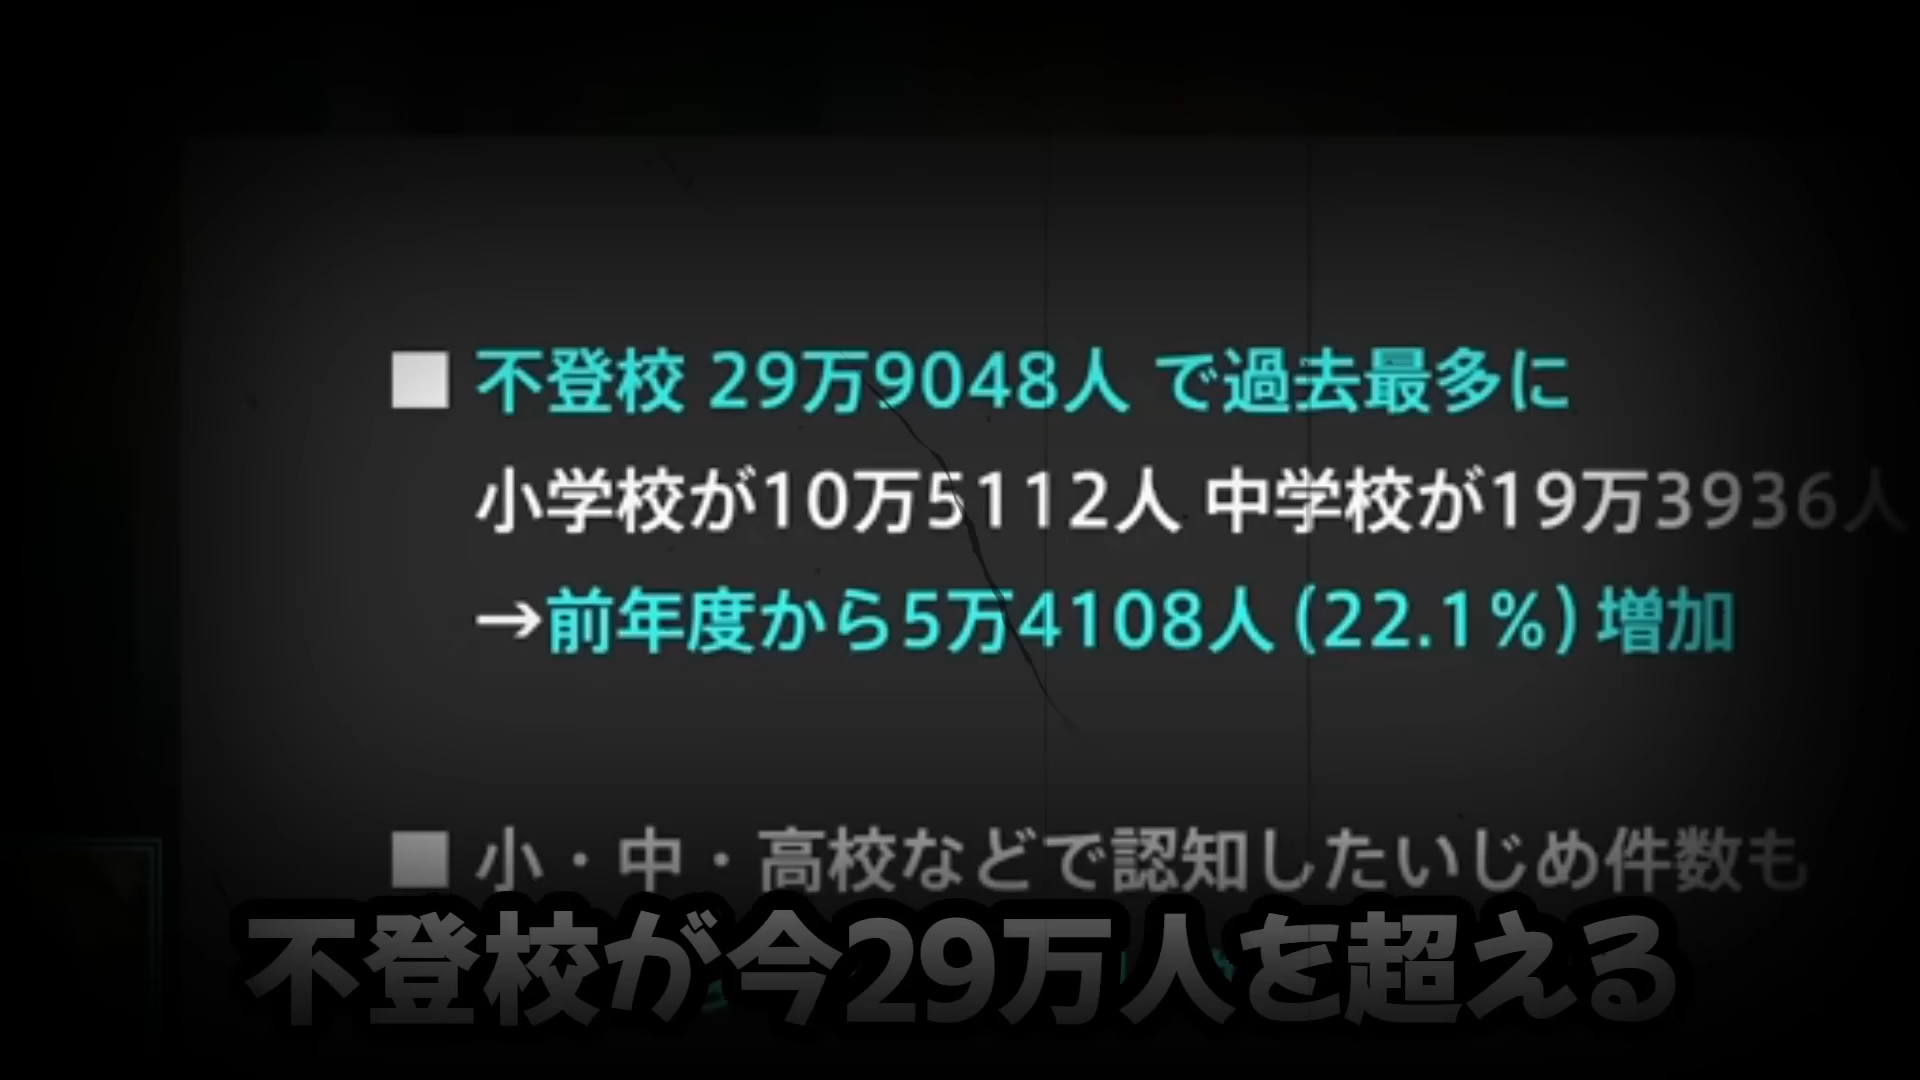 ■ 不登校 29万9048人 で過去最多に
小学校が10万5112人 中学校が19万3936人
→前年度から5万4108人(22.1%)増加
■ 小・中・高校などで認知したいじめ件数も
不登校が今29万人を超える